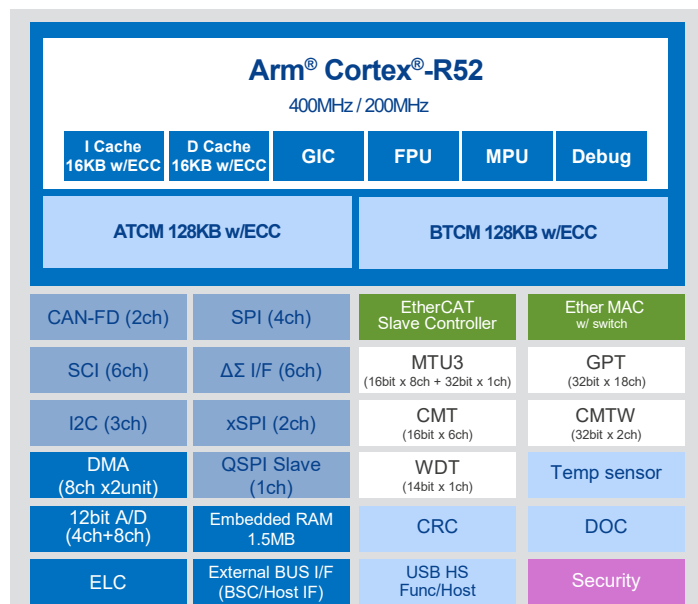 Arm® Cortex®-R52
400MHz / 200MHz
I Cache
16KB w/ECC
D Cache
16KB w/ECC
GIC
FPU
MPU
Debug
ATCM 128KB w/ECC
BTCM 128KB w/ECC
CAN-FD (2ch)
SPI (4ch)
EtherCAT
Slave Controller
Ether MAC
w/ switch
SCI (6ch)
ΔΣ I/F (6ch)
MTU3
(16bit x 8ch + 32bit x 1ch)
GPT
(32bit x 18ch)
I2C (3ch)
xSPI (2ch)
CMT
(16bit x 6ch)
CMTW
(32bit x 2ch)
DMA
(8ch x2unit)
QSPI Slave
(1ch)
WDT
(14bit x 1ch)
Temp sensor
12bit A/D
(4ch+8ch)
Embedded RAM
1.5MB
CRC
DOC
ELC
External BUS I/F
(BSC/Host IF)
USB HS
Func/Host
Security